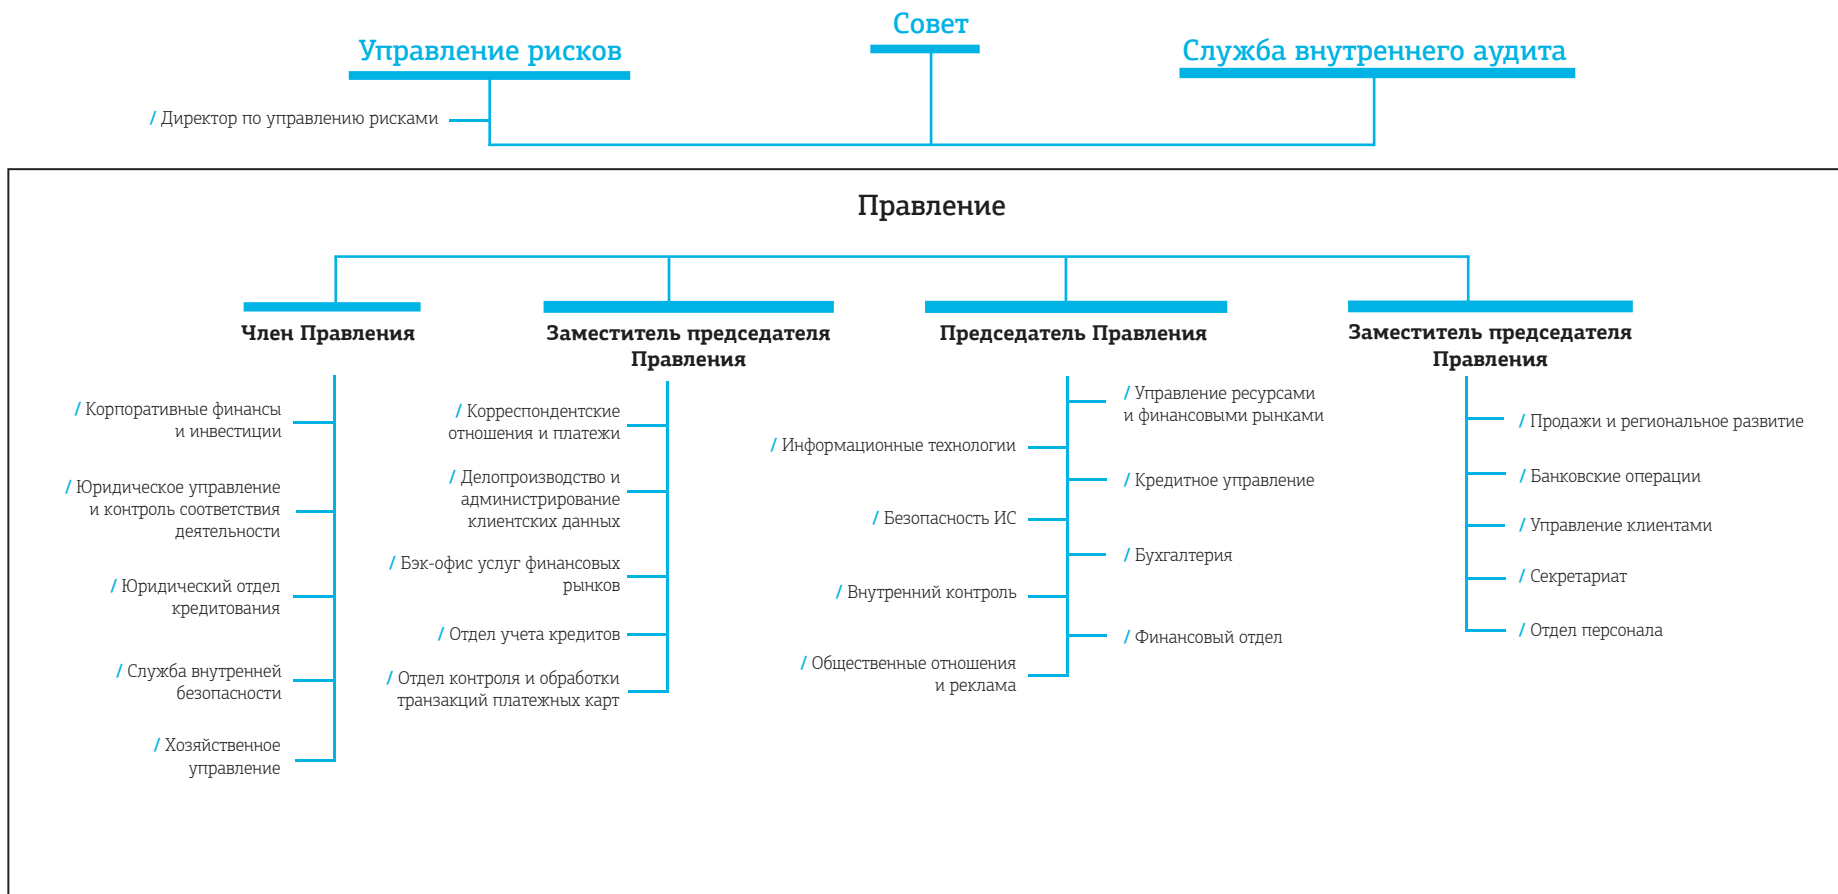 Совет
Управление рисков
Служба внутреннего аудита
/ Директор по управлению рисками
Правление
Член Правления
/ Корпоративные финансы
и инвестиции
/ Юридическое управление
и контроль соответствия
деятельности
/ Юридический отдел
кредитования
/ Служба внутренней
безопасности
/ Хозяйственное
управление
Заместитель председателя
Правления
/ Корреспондентские
отношения и платежи
/ Делопроизводство и
администрирование
клиентских данных
/ Бэк-офис услуг финансовых
рынков
/ Отдел учета кредитов
/ Отдел контроля и обработки
транзакций платежных карт
Председатель Правления
/ Информационные технологии
/ Безопасность ИС
/ Внутренний контроль
/ Общественные отношения
и реклама
/ Управление ресурсами
и финансовыми рынками
/ Кредитное управление
/ Бухгалтерия
/ Финансовый отдел
Заместитель председателя
Правления
/ Продажи и региональное развитие
/ Банковские операции
/ Управление клиентами
/ Секретариат
/ Отдел персонала